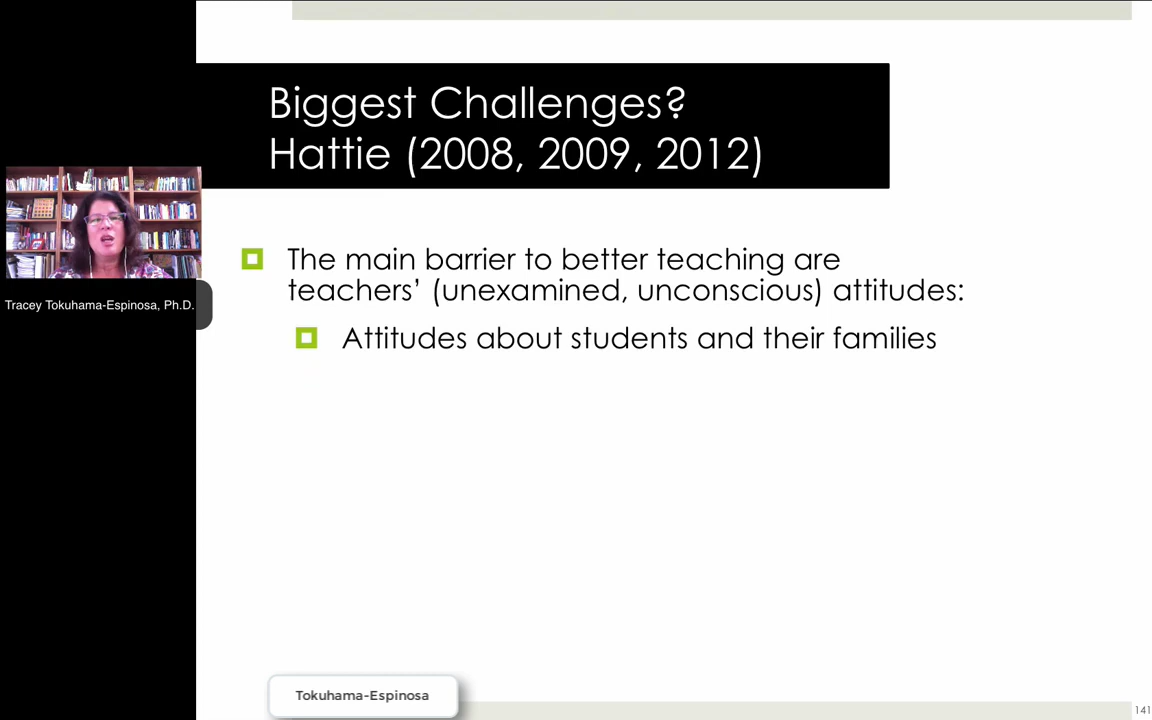 Biggest Challenges?
Hattie (2008, 2009, 2012)
Tracey Tokuhama-Espinosa, Ph.D.
The main barrier to better teaching are
teachers’ (unexamined, unconscious) attitudes:
Attitudes about students and their families
Tokuhama-Espinosa
141